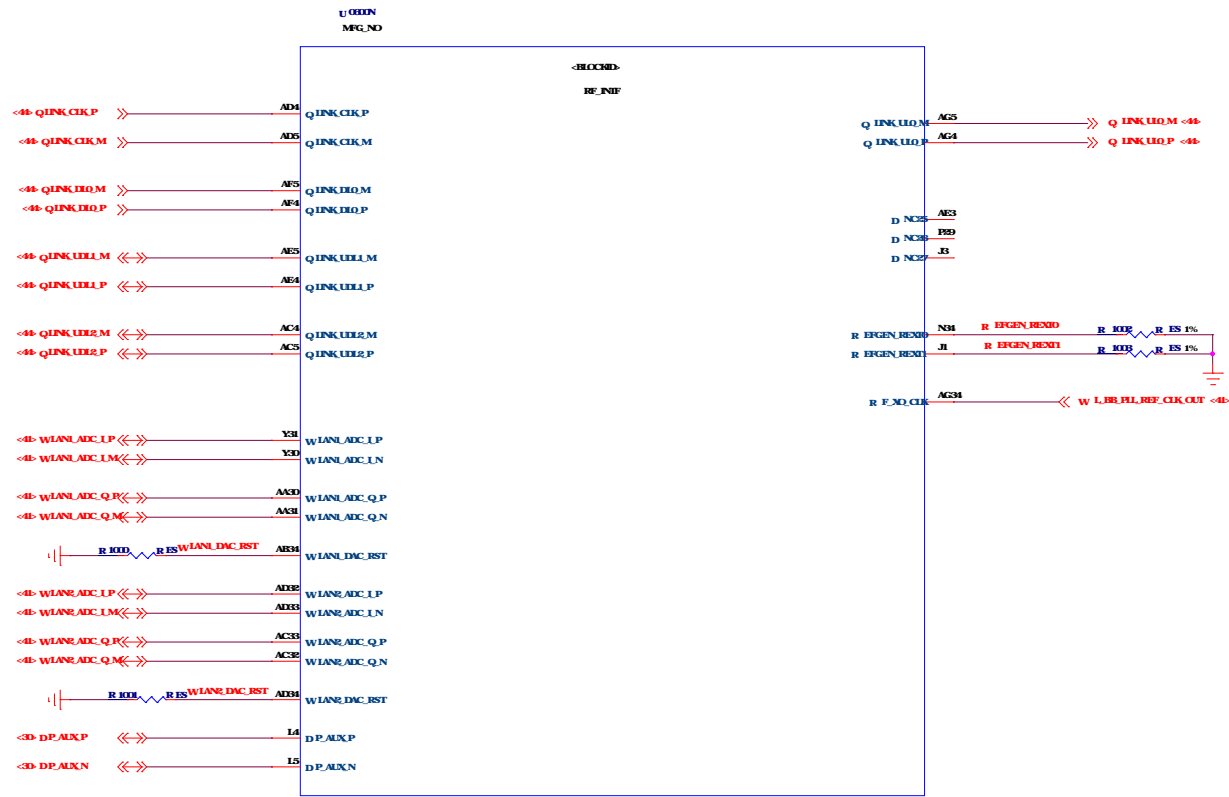 U0800N
MFG_NO
<BLOCKID>
RF_INTF
<44> QLINK_CLK_P AD4 QLINK_CLK_P
<44> QLINK_CLK_M AD5 QLINK_CLK_M
<44> QLINK_DL0_M AF5 QLINK_DL0_M
<44> QLINK_DL0_P AF4 QLINK_DL0_P
<44> QLINK_UDL1_M AE5 QLINK_UDL1_M
<44> QLINK_UDL1_P AE4 QLINK_UDL1_P
<44> QLINK_UDL2_M AC4 QLINK_UDL2_M
<44> QLINK_UDL2_P AC5 QLINK_UDL2_P
<41> WLAN1_ADC_I_P Y31 WLAN1_ADC_I_P
<41> WLAN1_ADC_I_M Y30 WLAN1_ADC_I_N
<41> WLAN1_ADC_Q_P AA30 WLAN1_ADC_Q_P
<41> WLAN1_ADC_Q_M AA31 WLAN1_ADC_Q_N
R1000 RES WLAN1_DAC_RST AB34 WLAN1_DAC_RST
<41> WLAN2_ADC_I_P AD32 WLAN2_ADC_I_P
<41> WLAN2_ADC_I_M AD33 WLAN2_ADC_I_N
<41> WLAN2_ADC_Q_P AC33 WLAN2_ADC_Q_P
<41> WLAN2_ADC_Q_M AC32 WLAN2_ADC_Q_N
R1001 RES WLAN2_DAC_RST AD34 WLAN2_DAC_RST
<30> DP_AUX_P L4 DP_AUX_P
<30> DP_AUX_N L5 DP_AUX_N
QLINK_UL0_M AG5 QLINK_UL0_M <44>
QLINK_UL0_P AG4 QLINK_UL0_P <44>
DNC25 AE3
DNC26 P29
DNC27 J3
REFGEN_REXT0 N34 REFGEN_REXT0 R1002 RES 1%
REFGEN_REXT1 J1 REFGEN_REXT1 R1003 RES 1%
RF_XO_CLK AG34 WL_BB_PLL_REF_CLK_OUT <41>